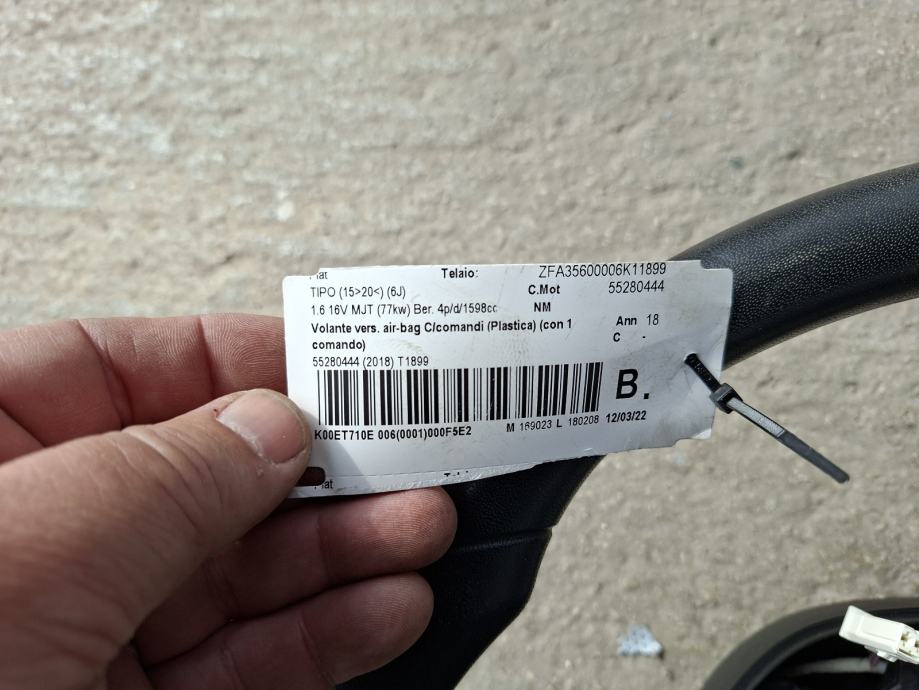 Fiat Telaio: ZFA35600006K11899
TIPO (15>20<) (6J) C.Mot 55280444
1.6 16V MJT (77kw) Ber. 4p/d/1598cc NM
Volante vers. air-bag C/comandi (Plastica) (con 1 Ann 18
comando) C -
55280444 (2018) T1899
B.
K00ET710E 006(0001)000F5E2 M 169023 L 180208 12/03/22
Fiat